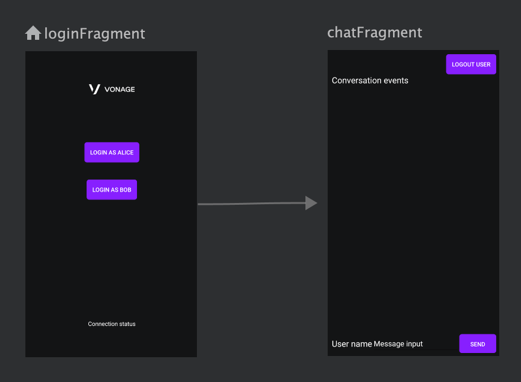 loginFragment
VONAGE
LOGIN AS ALICE
LOGIN AS BOB
Connection status
chatFragment
LOGOUT USER
Conversation events
User name Message input
SEND